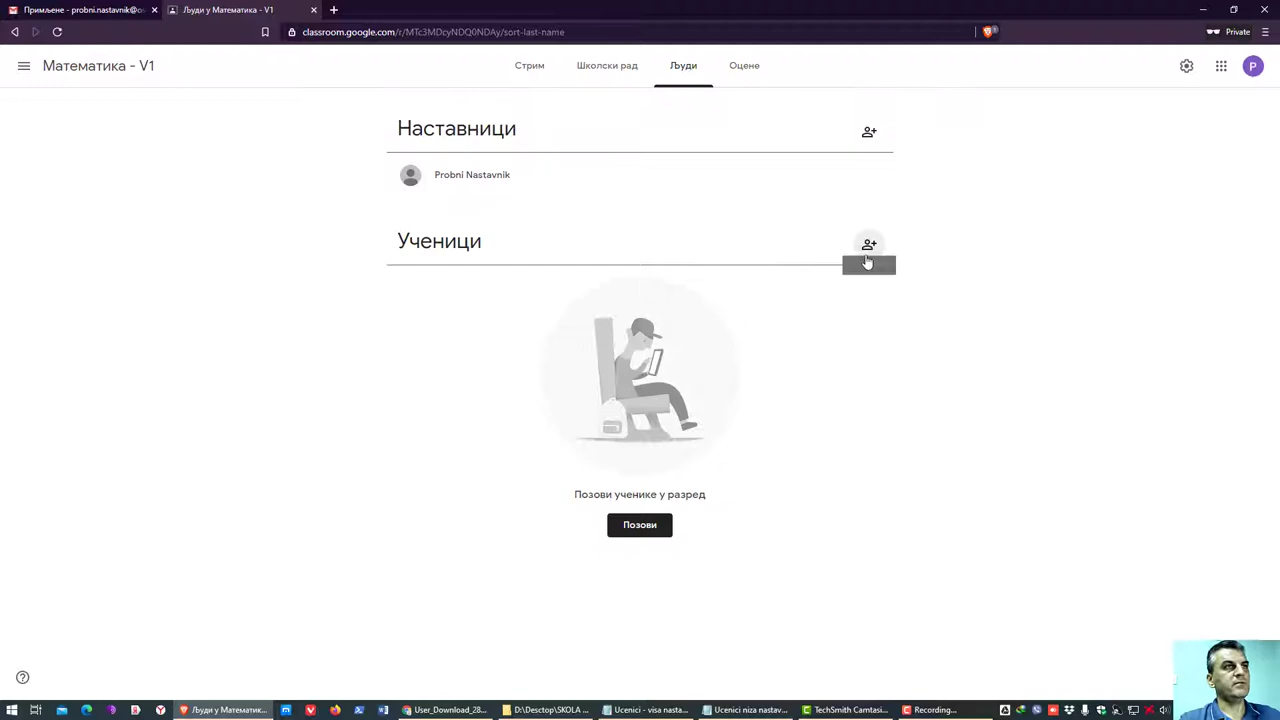 Примљене - probni.nastavnik@os
Људи у Математика - V1
classroom.google.com/r/MTc3MDcyNDQ0NDAy/sort-last-name
Private
Математика - V1
Стрим
Школски рад
Људи
Оцене
P
Наставници
Probni Nastavnik
Ученици
Позови ученике у разред
Позови
Људи у Математик...
User_Download_28...
D:\Desctop\SKOLA ...
Ucenici - visa nasta...
Ucenici niza nastav...
TechSmith Camtasi...
Recording...